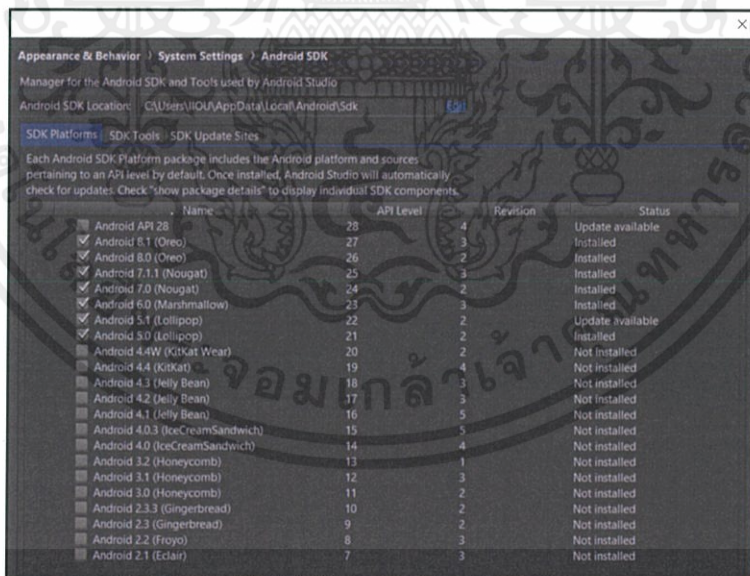 ×
Appearance & Behavior 〉 System Settings 〉 Android SDK
Manager for the Android SDK and Tools used by Android Studio
Android SDK Location: C:\Users\IIOU\AppData\Local\Android\Sdk Edit
SDK Platforms SDK Tools SDK Update Sites
Each Android SDK Platform package includes the Android platform and sources
pertaining to an API level by default. Once installed, Android Studio will automatically
check for updates. Check "show package details" to display individual SDK components.
Name API Level Revision Status
Android API 28 28 4 Update available
Android 8.1 (Oreo) 27 3 Installed
Android 8.0 (Oreo) 26 2 Installed
Android 7.1.1 (Nougat) 25 3 Installed
Android 7.0 (Nougat) 24 2 Installed
Android 6.0 (Marshmallow) 23 3 Installed
Android 5.1 (Lollipop) 22 2 Update available
Android 5.0 (Lollipop) 21 2 Installed
Android 4.4W (KitKat Wear) 20 2 Not installed
Android 4.4 (KitKat) 19 4 Not installed
Android 4.3 (Jelly Bean) 18 3 Not installed
Android 4.2 (Jelly Bean) 17 3 Not installed
Android 4.1 (Jelly Bean) 16 5 Not installed
Android 4.0.3 (IceCreamSandwich) 15 5 Not installed
Android 4.0 (IceCreamSandwich) 14 4 Not installed
Android 3.2 (Honeycomb) 13 1 Not installed
Android 3.1 (Honeycomb) 12 3 Not installed
Android 3.0 (Honeycomb) 11 2 Not installed
Android 2.3.3 (Gingerbread) 10 2 Not installed
Android 2.3 (Gingerbread) 9 2 Not installed
Android 2.2 (Froyo) 8 3 Not installed
Android 2.1 (Eclair) 7 3 Not installed